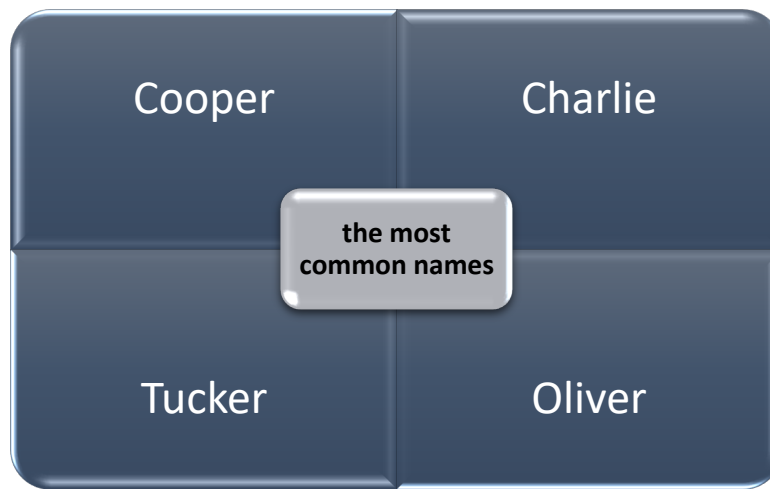 Cooper
Charlie
the most
common names
Tucker
Oliver